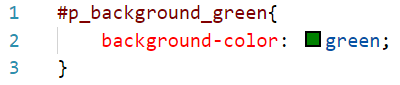 1 #p_background_green{
2 background-color: green;
3 }